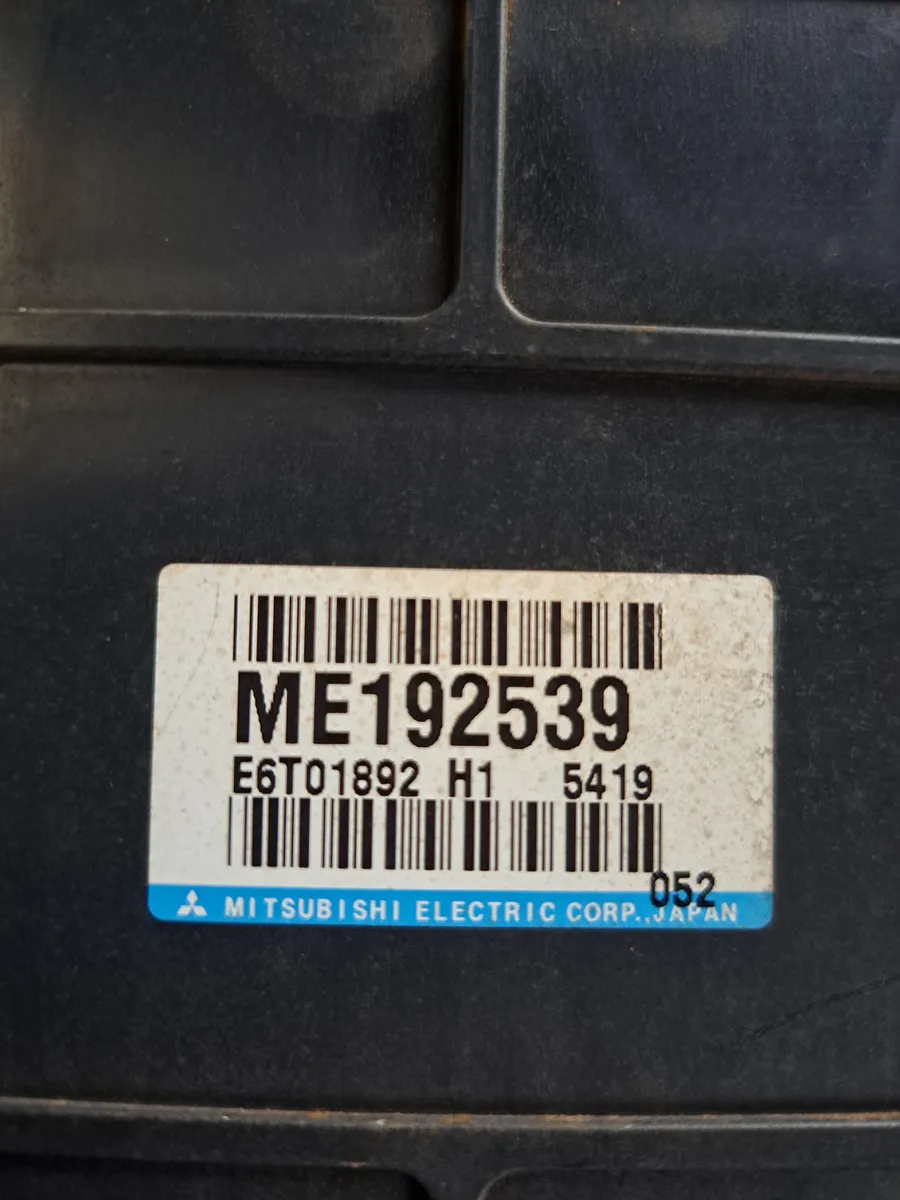 ME192539
E6T01892 H1 5419
052
MITSUBISHI ELECTRIC CORP., JAPAN